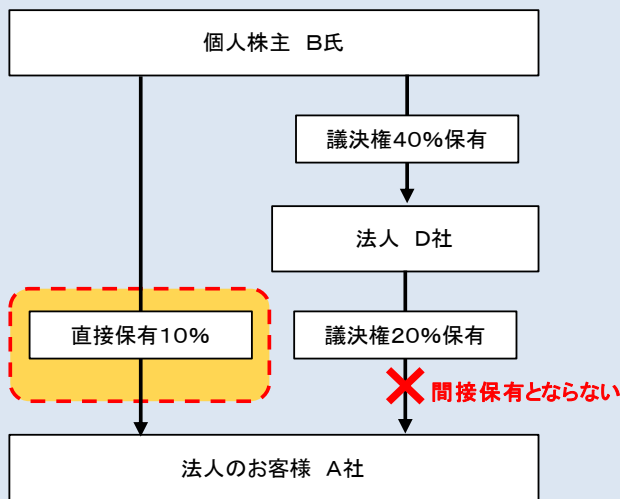 個人株主 B氏
議決権40%保有
法人 D社
直接保有10%
議決権20%保有
間接保有とならない
法人のお客様 A社